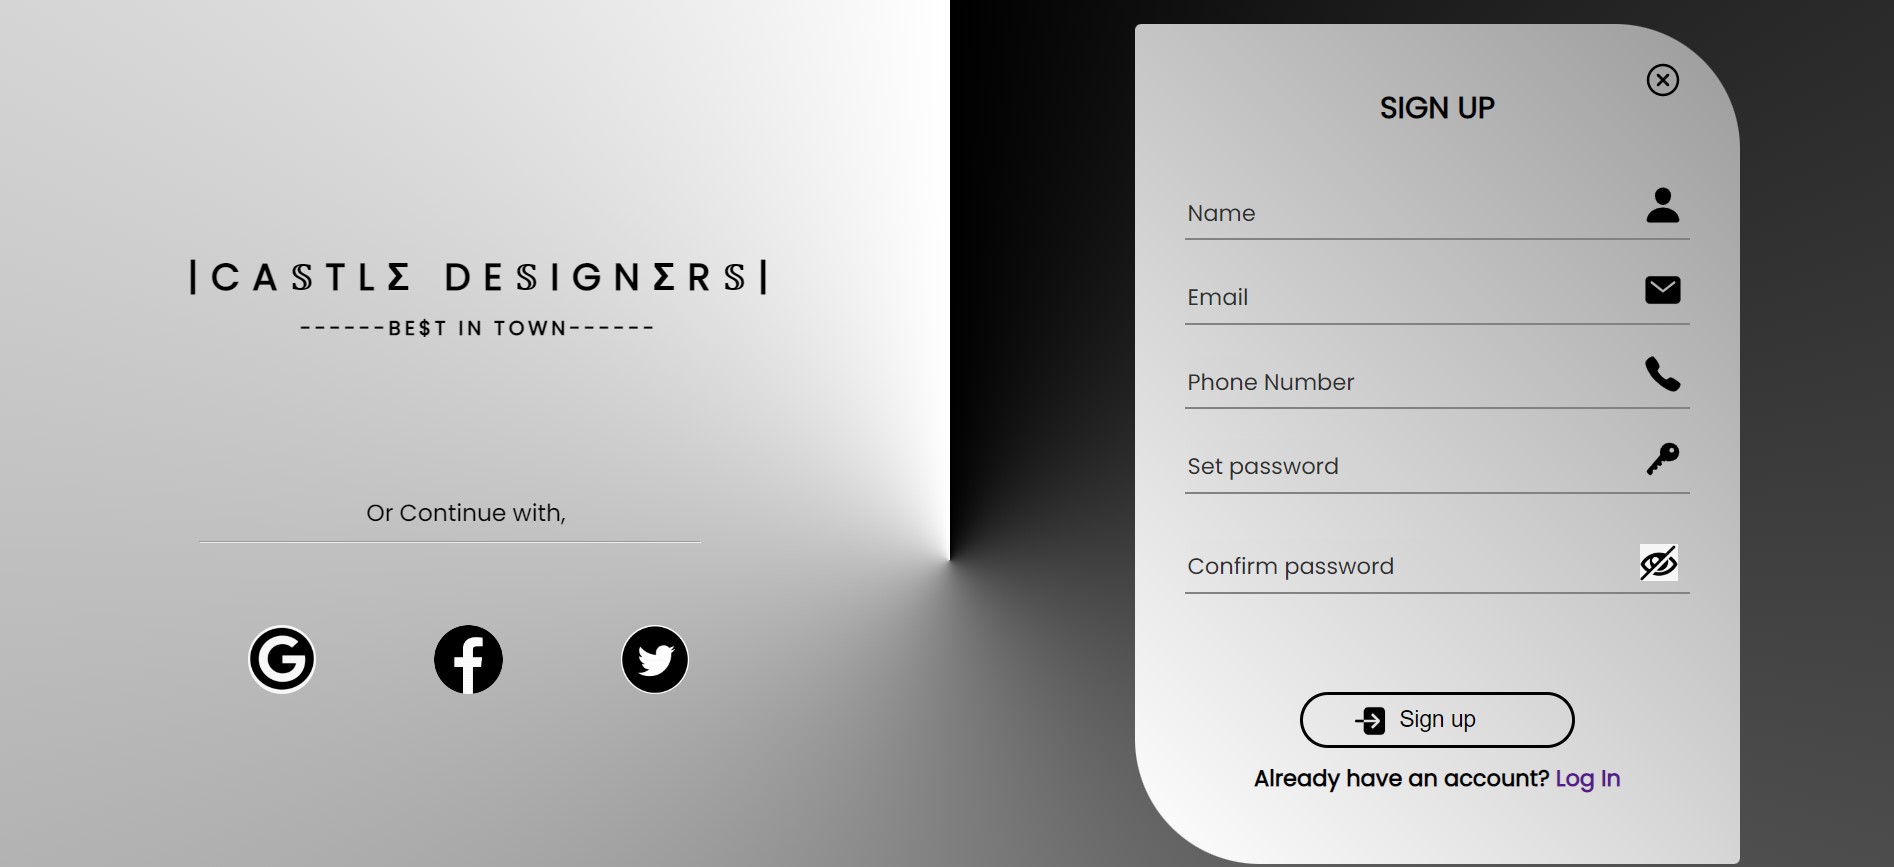 |CA𝕊TLΣ DE𝕊IGNΣR𝕊|
------BE$T IN TOWN------
Or Continue with,
SIGN UP
Name
Email
Phone Number
Set password
Confirm password
Sign up
Already have an account? Log In